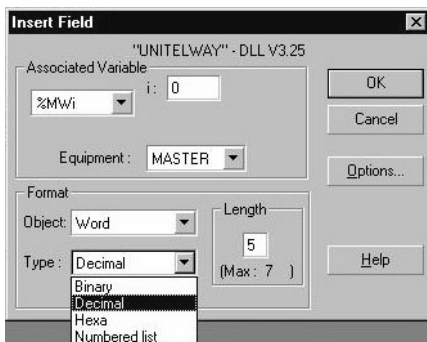 Insert Field
"UNITELWAY" - DLL V3.25
Associated Variable
%MWi
i: 0
Equipment: MASTER
Format
Object: Word
Type: Decimal
Binary
Decimal
Hexa
Numbered list
Length
5
(Max: 7 )
OK
Cancel
Options...
Help